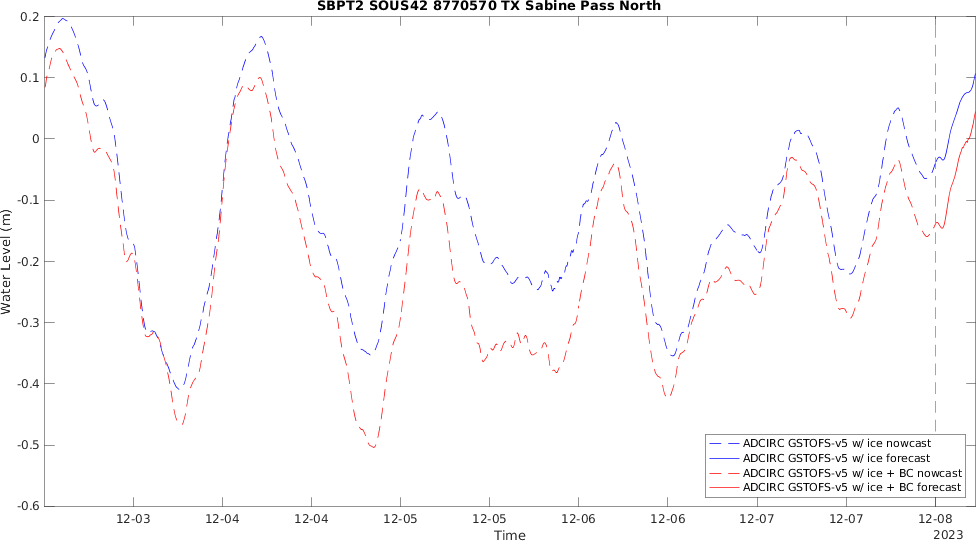 SBPT2 SOUS42 8770570 TX Sabine Pass North
0.2
0.1
0
-0.1
-0.2
-0.3
-0.4
-0.5
-0.6
Water Level (m)
12-03 12-04 12-04 12-05 12-05 12-06 12-06 12-07 12-07 12-08
2023
Time
ADCIRC GSTOFS-v5 w/ ice nowcast
ADCIRC GSTOFS-v5 w/ ice forecast
ADCIRC GSTOFS-v5 w/ ice + BC nowcast
ADCIRC GSTOFS-v5 w/ ice + BC forecast